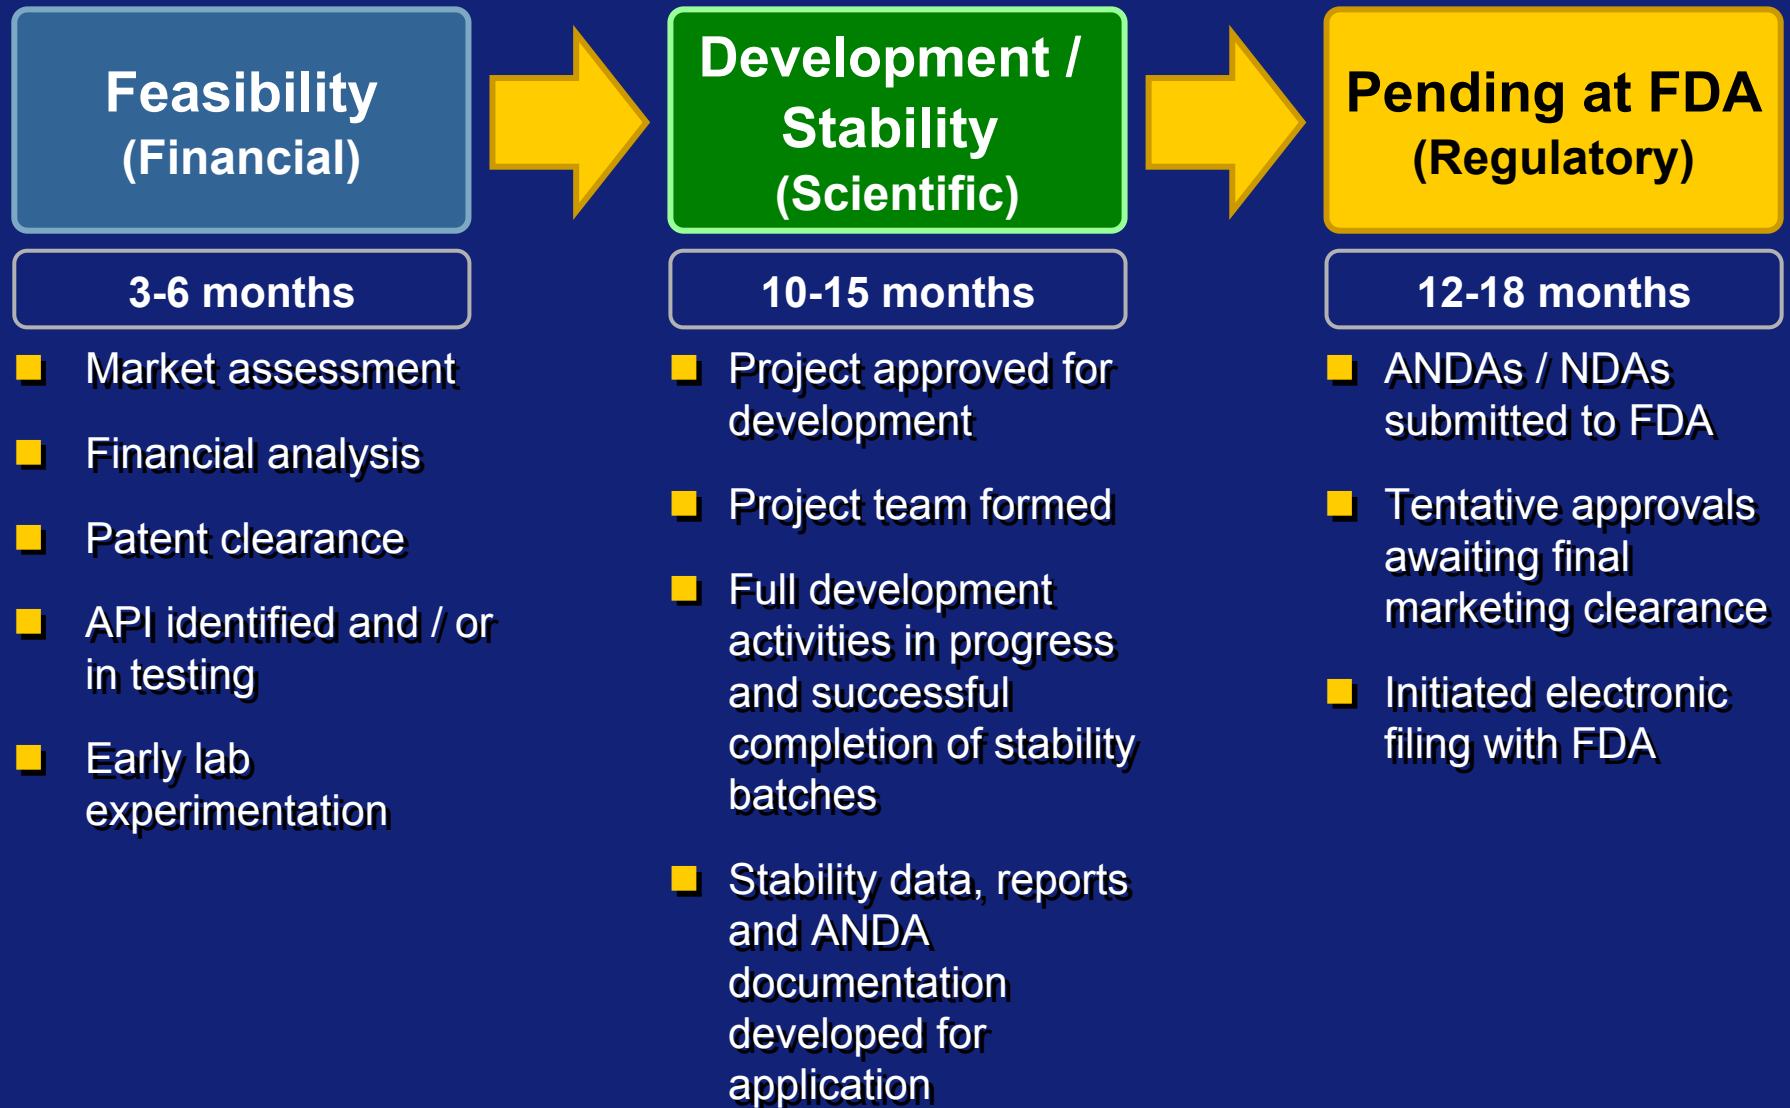 Feasibility
(Financial)
3-6 months
Market assessment
Financial analysis
Patent clearance
API identified and / or
in testing
Early lab
experimentation
Development /
Stability
(Scientific)
10-15 months
Project approved for
development
Project team formed
Full development
activities in progress
and successful
completion of stability
batches
Stability data, reports
and ANDA
documentation
developed for
application
Pending at FDA
(Regulatory)
12-18 months
ANDAs / NDAs
submitted to FDA
Tentative approvals
awaiting final
marketing clearance
Initiated electronic
filing with FDA